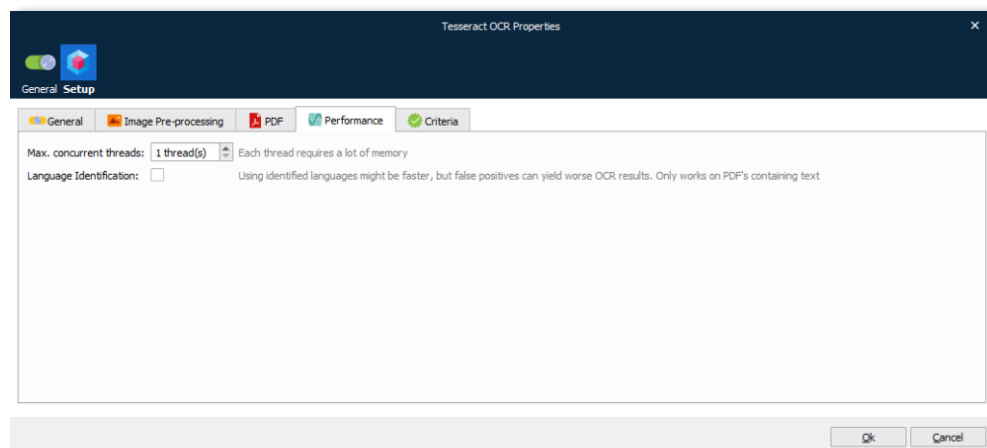 Tesseract OCR Properties
General Setup
General Image Pre-processing PDF Performance Criteria
Max. concurrent threads: 1 thread(s) Each thread requires a lot of memory
Language Identification: Using identified languages might be faster, but false positives can yield worse OCR results. Only works on PDF's containing text
Ok Cancel